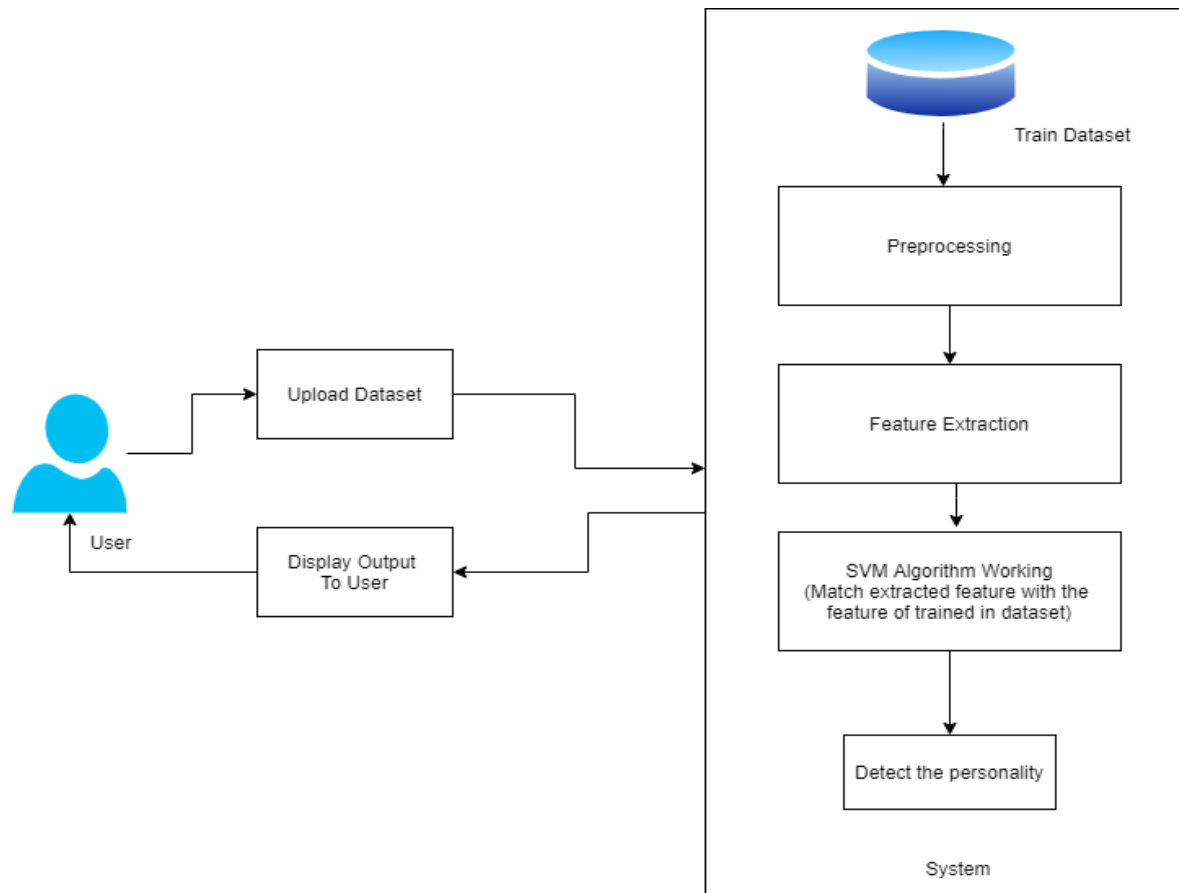 Train Dataset
Preprocessing
Upload Dataset
Feature Extraction
User
Display Output
To User
SVM Algorithm Working
(Match extracted feature with the
feature of trained in dataset)
Detect the personality
System